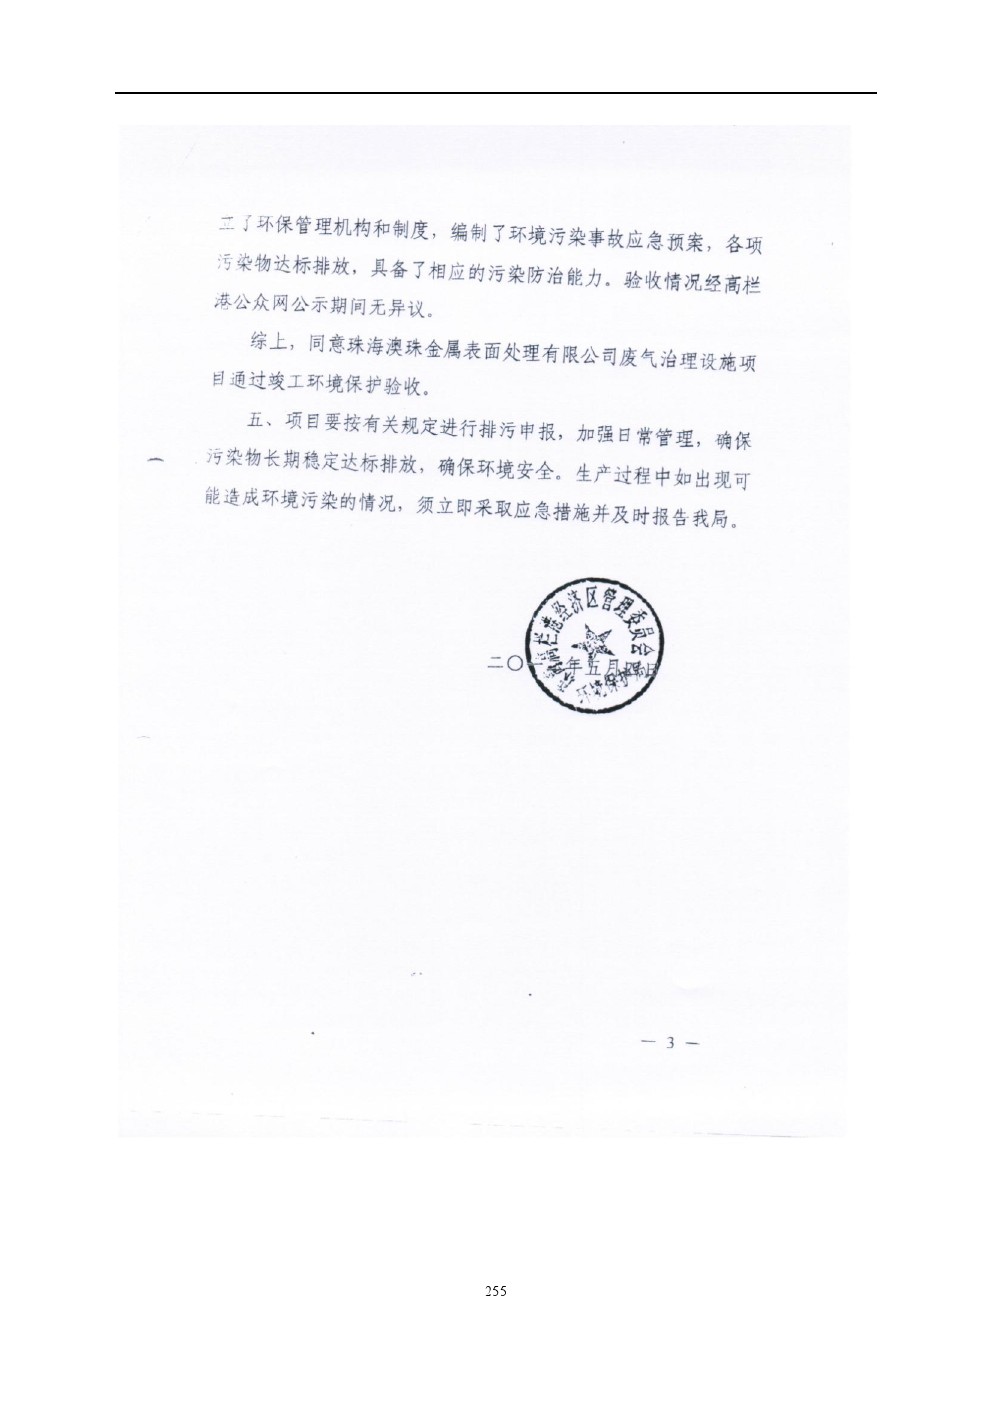 立了环保管理机构和制度，编制了环境污染事故应急预案，各项
污染物达标排放，具备了相应的污染防治能力。验收情况经高栏
港公众网公示期间无异议。
综上，同意珠海澳珠金属表面处理有限公司废气治理设施项
目通过竣工环境保护验收。
五、项目要按有关规定进行排污申报，加强日常管理，确保
污染物长期稳定达标排放，确保环境安全。生产过程中如出现可
能造成环境污染的情况，须立即采取应急措施并及时报告我局。
高栏港经济区管理委员会
环境保护局
二〇一 年五月 日
— 3 —
255